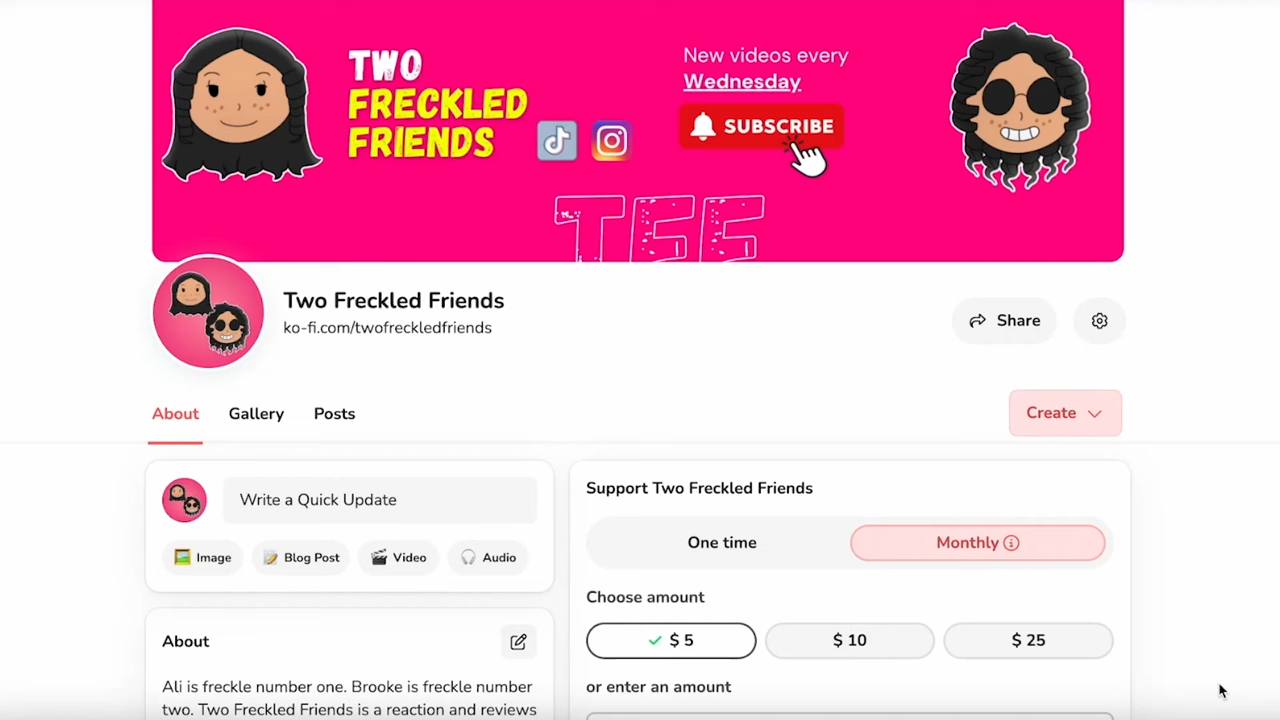 TWO
FRECKLED
FRIENDS
New videos every
Wednesday
SUBSCRIBE
TEE
Two Freckled Friends
ko-fi.com/twofreckledfriends
Share
About Gallery Posts
Create
Write a Quick Update
Image Blog Post Video Audio
About
Ali is freckle number one. Brooke is freckle number
two. Two Freckled Friends is a reaction and reviews
Support Two Freckled Friends
One time Monthly
Choose amount
$ 5 $ 10 $ 25
or enter an amount